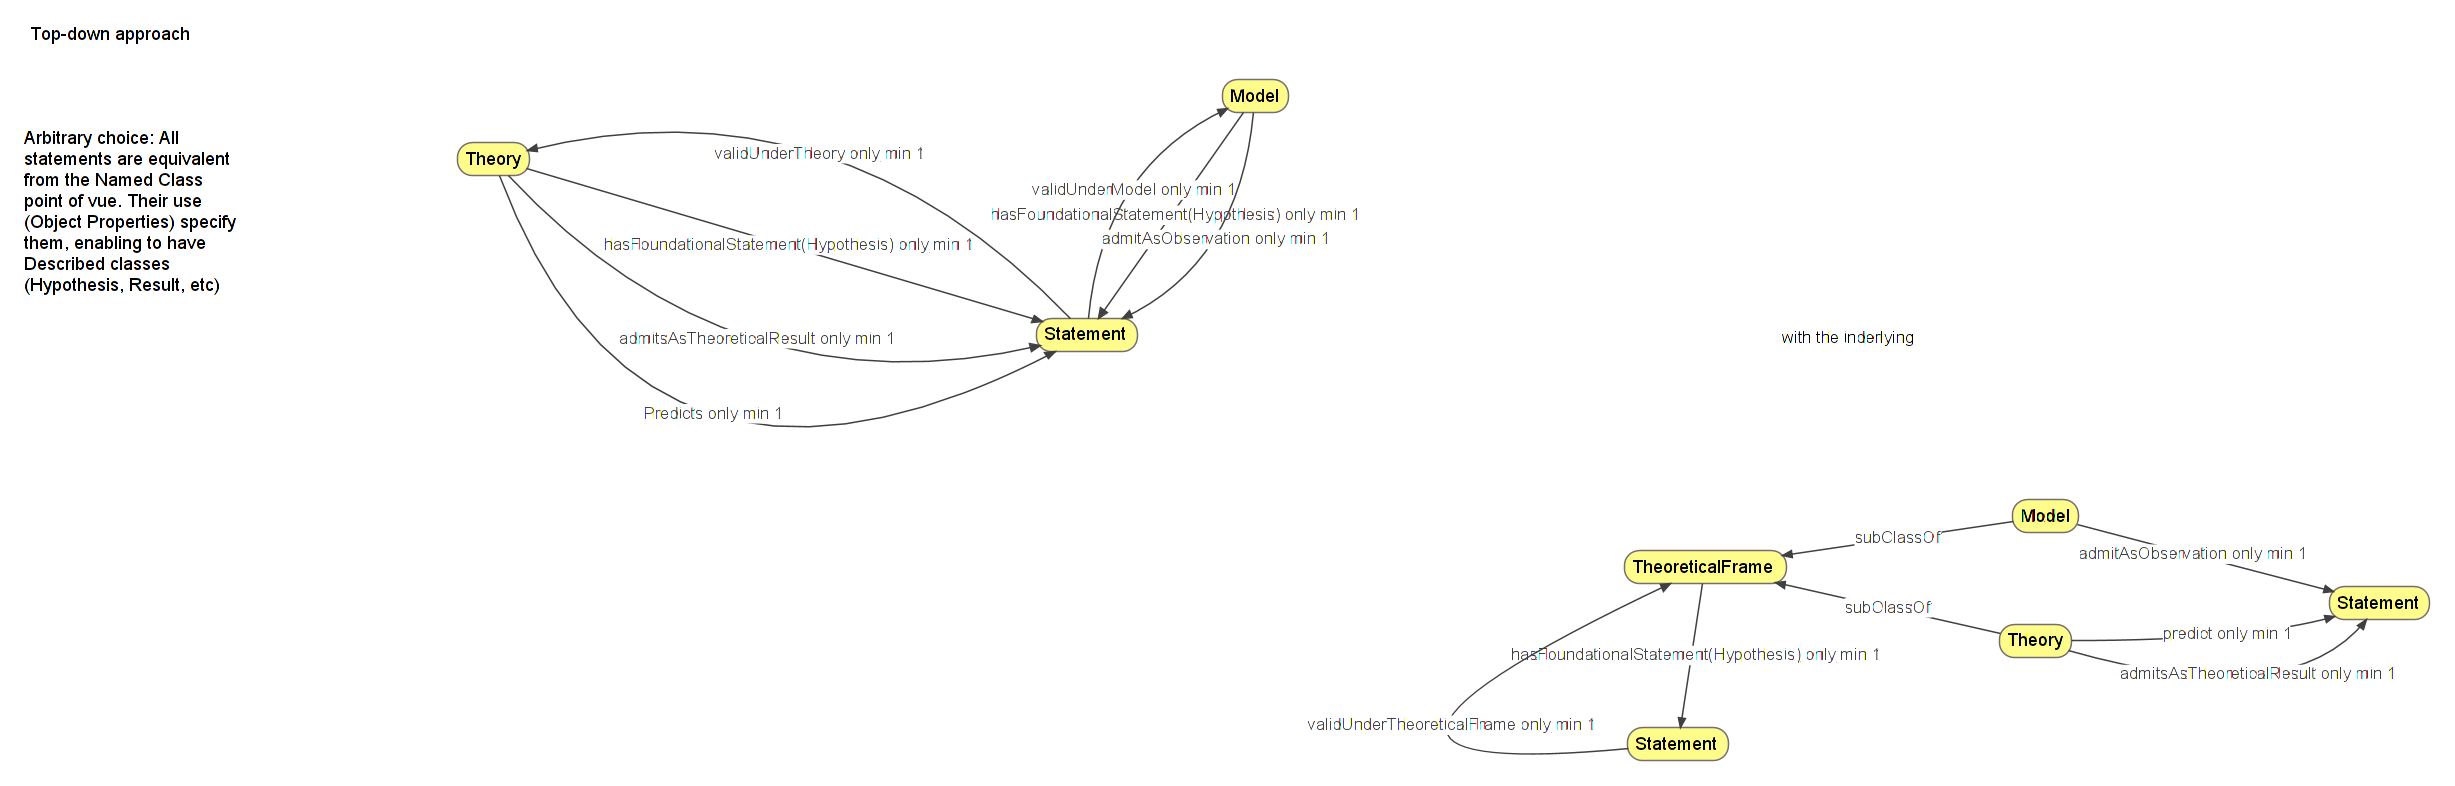 Top-down approach
Arbitrary choice: All
statements are equivalent
from the Named Class
point of vue. Their use
(Object Properties) specify
them, enabling to have
Described classes
(Hypothesis, Result, etc)
Model
Theory
validUnderTheory only min 1
validUnderModel only min 1
hasFoundationalStatement(Hypothesis) only min 1
admitAsObservation only min 1
hasFloundationalStatement(Hypothesis) only min 1
Statement
admitsAsTheoreticalResult only min 1
Predicts only min 1
with the inderlying
Model
subClassOf
admitAsObservation only min 1
TheoreticalFrame
subClassOf
Statement
predict only min 1
Theory
hasFoundationalStatement(Hypothesis) only min 1
admitsAsTheoreticalResult only min 1
validUnderTheoreticalFrame only min 1
Statement